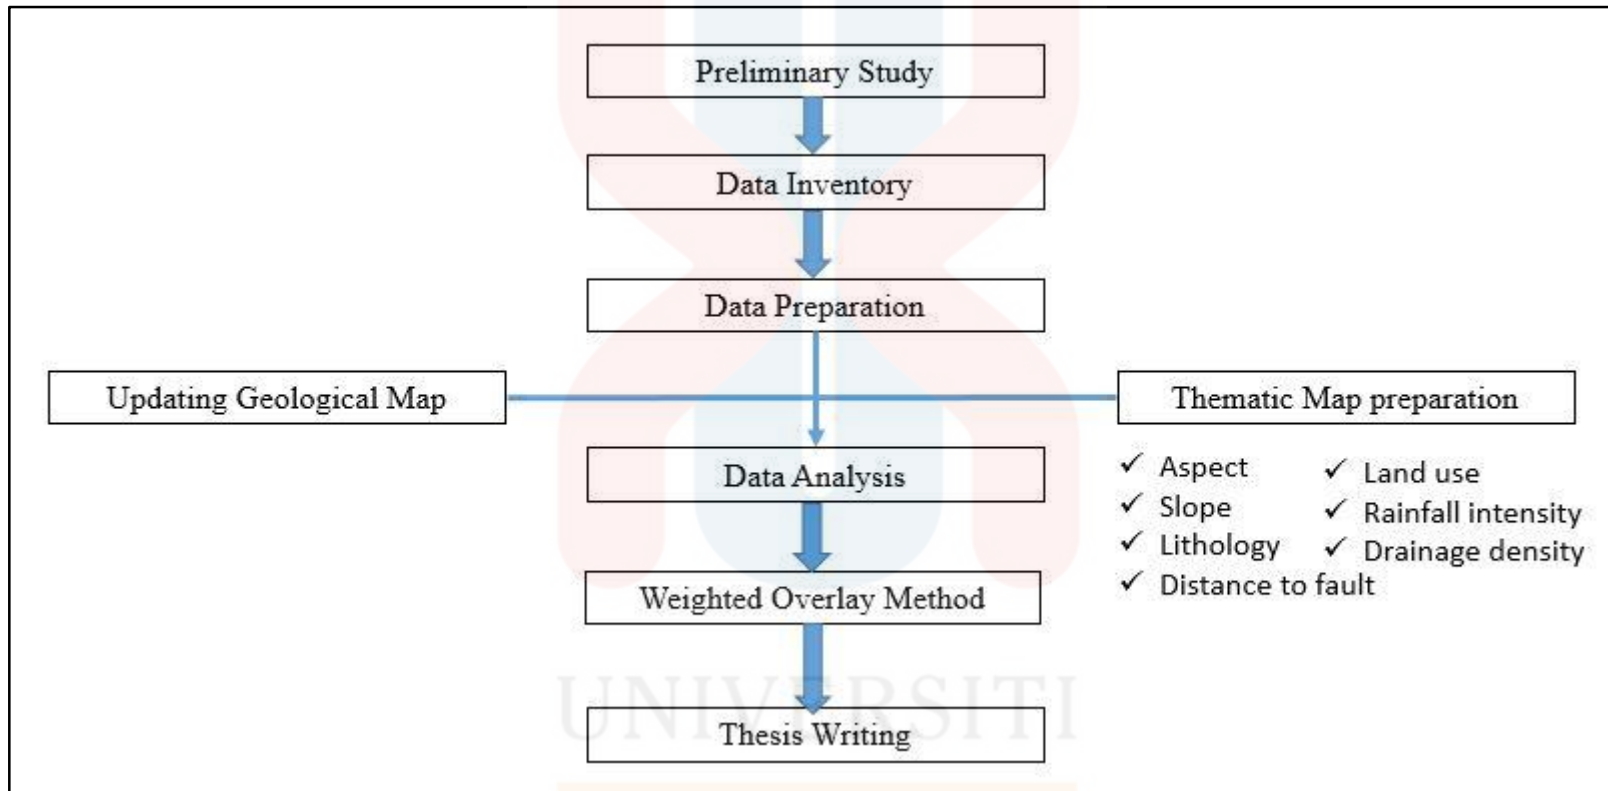 Preliminary Study
Data Inventory
Data Preparation
Updating Geological Map
Thematic Map preparation
Data Analysis
✓ Aspect
✓ Slope
✓ Lithology
✓ Distance to fault
✓ Land use
✓ Rainfall intensity
✓ Drainage density
Weighted Overlay Method
UNIVERSITI
Thesis Writing